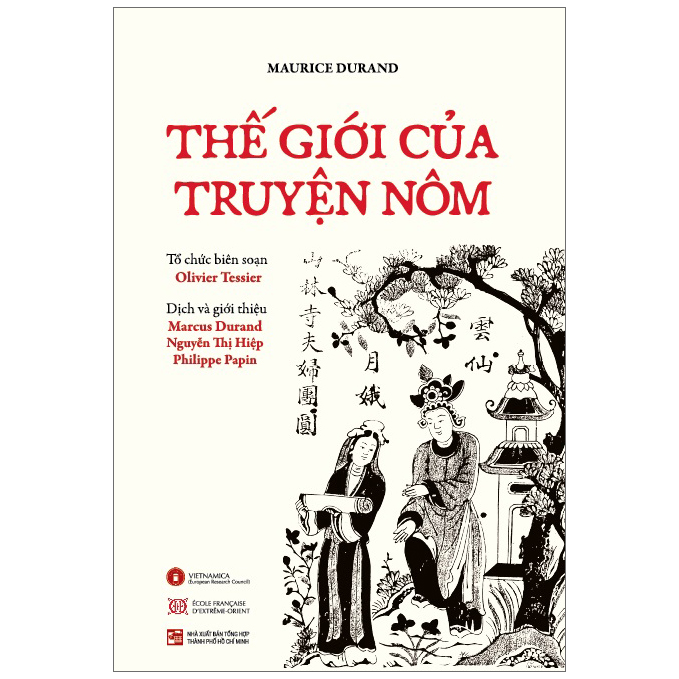 MAURICE DURAND
THẾ GIỚI CỦA
TRUYỆN NÔM
Tổ chức biên soạn
Olivier Tessier
Dịch và giới thiệu
Marcus Durand
Nguyễn Thị Hiệp
Philippe Papin
林寺夫婦團圓
月娥
雲仙
VIETNAMICA
(European Research Council)
ÉCOLE FRANÇAISE
D'EXTRÊME-ORIENT
NHÀ XUẤT BẢN TỔNG HỢP
THÀNH PHỐ HỒ CHÍ MINH